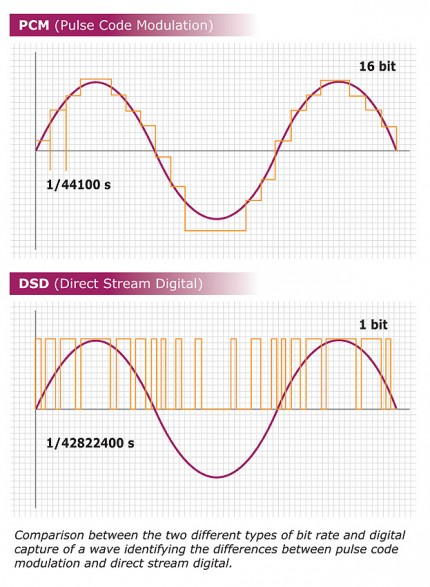 PCM (Pulse Code Modulation)
16 bit
1/44100 s
DSD (Direct Stream Digital)
1 bit
1/42822400 s
Comparison between the two different types of bit rate and digital
capture of a wave identifying the differences between pulse code
modulation and direct stream digital.